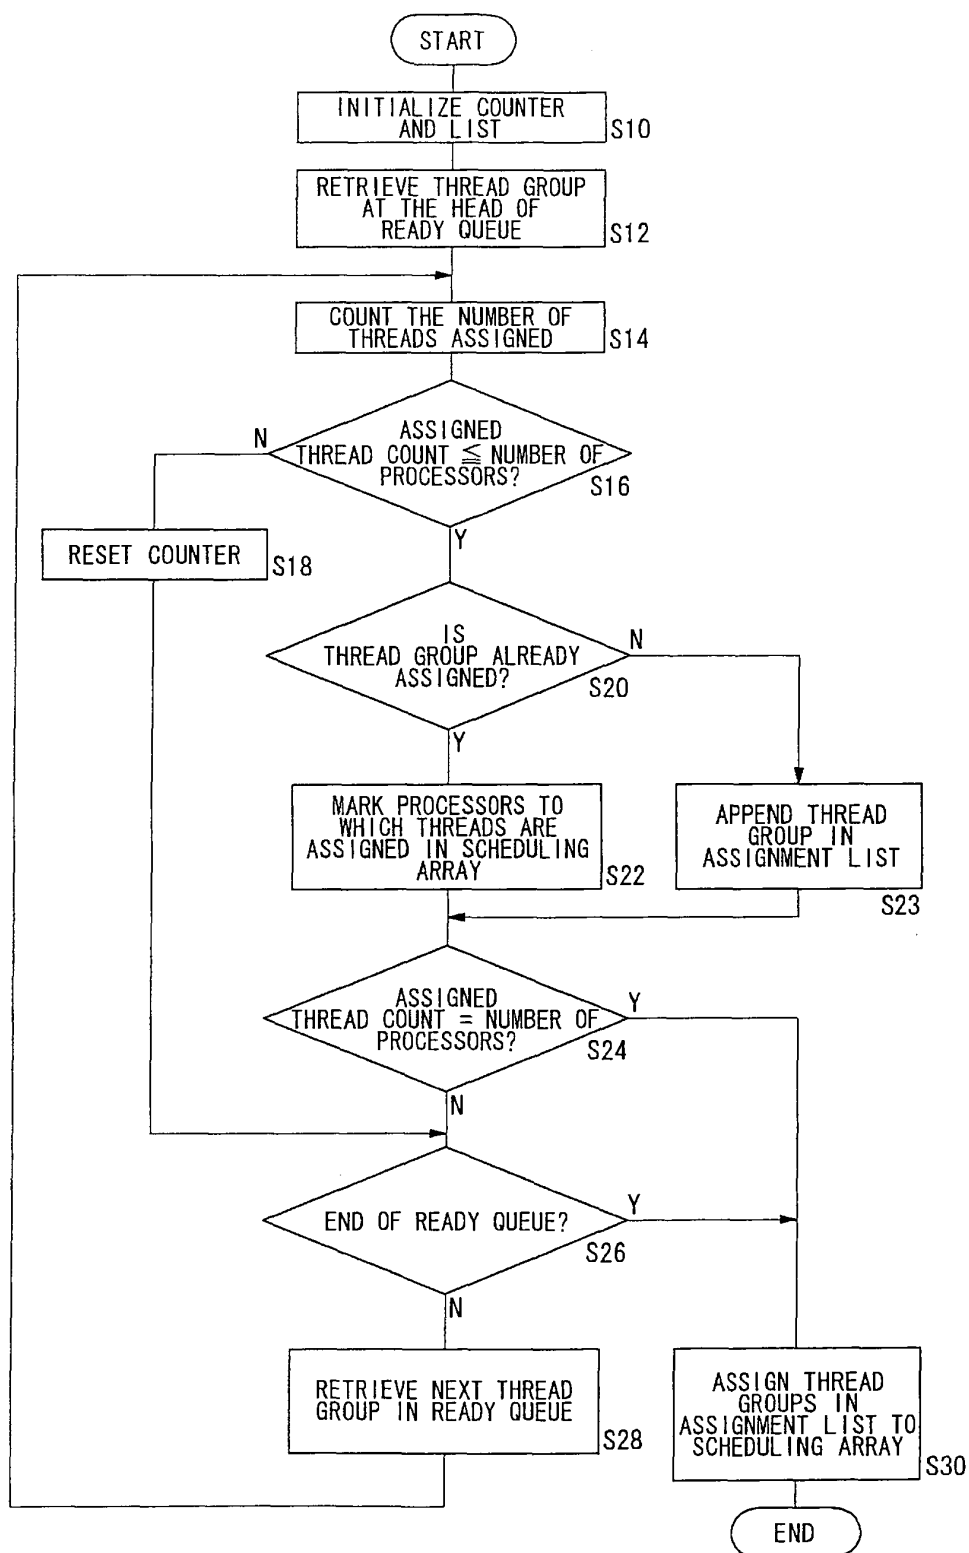 START
INITIALIZE COUNTER
AND LIST
S10
RETRIEVE THREAD GROUP
AT THE HEAD OF
READY QUEUE
S12
COUNT THE NUMBER OF
THREADS ASSIGNED
S14
ASSIGNED
THREAD COUNT ≦ NUMBER OF
PROCESSORS?
S16
N
Y
RESET COUNTER
S18
IS
THREAD GROUP ALREADY
ASSIGNED?
S20
N
Y
MARK PROCESSORS TO
WHICH THREADS ARE
ASSIGNED IN SCHEDULING
ARRAY
S22
APPEND THREAD
GROUP IN
ASSIGNMENT LIST
S23
ASSIGNED
THREAD COUNT = NUMBER OF
PROCESSORS?
S24
Y
N
END OF READY QUEUE?
S26
Y
N
RETRIEVE NEXT THREAD
GROUP IN READY QUEUE
S28
ASSIGN THREAD
GROUPS IN
ASSIGNMENT LIST TO
SCHEDULING ARRAY
S30
END